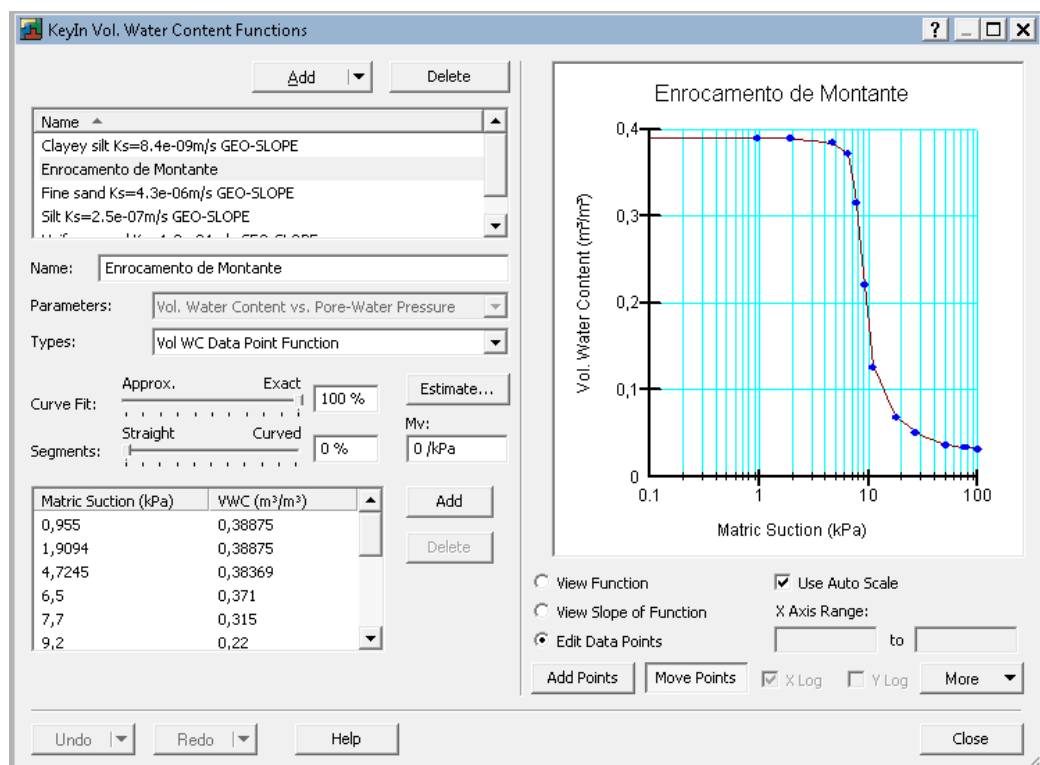 KeyIn Vol. Water Content Functions
Add
Delete
Name
Clayey silt Ks=8.4e-09m/s GEO-SLOPE
Enrocamento de Montante
Fine sand Ks=4.3e-06m/s GEO-SLOPE
Silt Ks=2.5e-07m/s GEO-SLOPE
Name: Enrocamento de Montante
Parameters: Vol. Water Content vs. Pore-Water Pressure
Types: Vol WC Data Point Function
Curve Fit:
Approx. Exact
100 %
Estimate...
Segments:
Straight Curved
0 %
Mv:
0 /kPa
Matric Suction (kPa) VWC (m³/m³)
0,955 0,38875
1,9094 0,38875
4,7245 0,38369
6,5 0,371
7,7 0,315
9,2 0,22
Add
Delete
Enrocamento de Montante
Vol. Water Content (m³/m³)
0,4
0,3
0,2
0,1
0
0.1 1 10 100
Matric Suction (kPa)
View Function
View Slope of Function
Edit Data Points
Use Auto Scale
X Axis Range:
to
Add Points
Move Points
X Log
Y Log
More
Undo
Redo
Help
Close